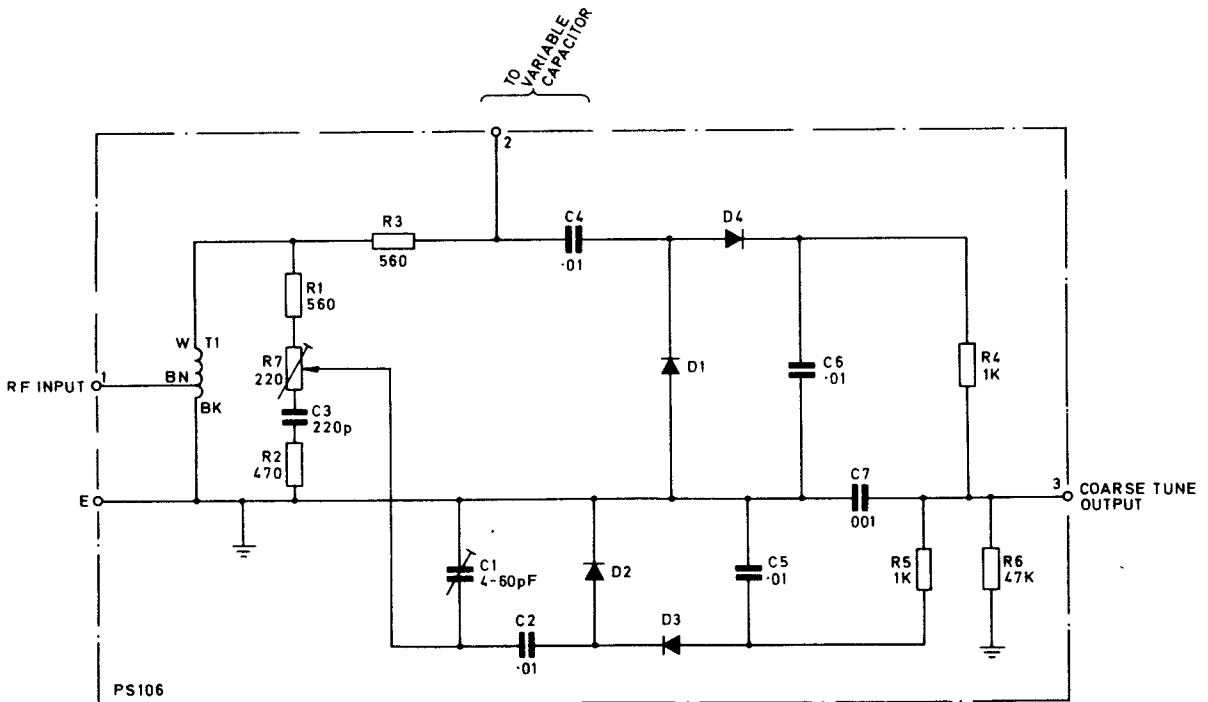 TO
VARIABLE
CAPACITOR
2
R3
560
C4
·01
D4
R1
560
W T1
1
RF INPUT
BN
BK
R7
220
C3
220p
R2
470
D1
C6
·01
R4
1K
E
C7
001
3
COARSE TUNE
OUTPUT
C1
4-60pF
D2
C5
·01
R5
1K
R6
47K
C2
·01
D3
PS106